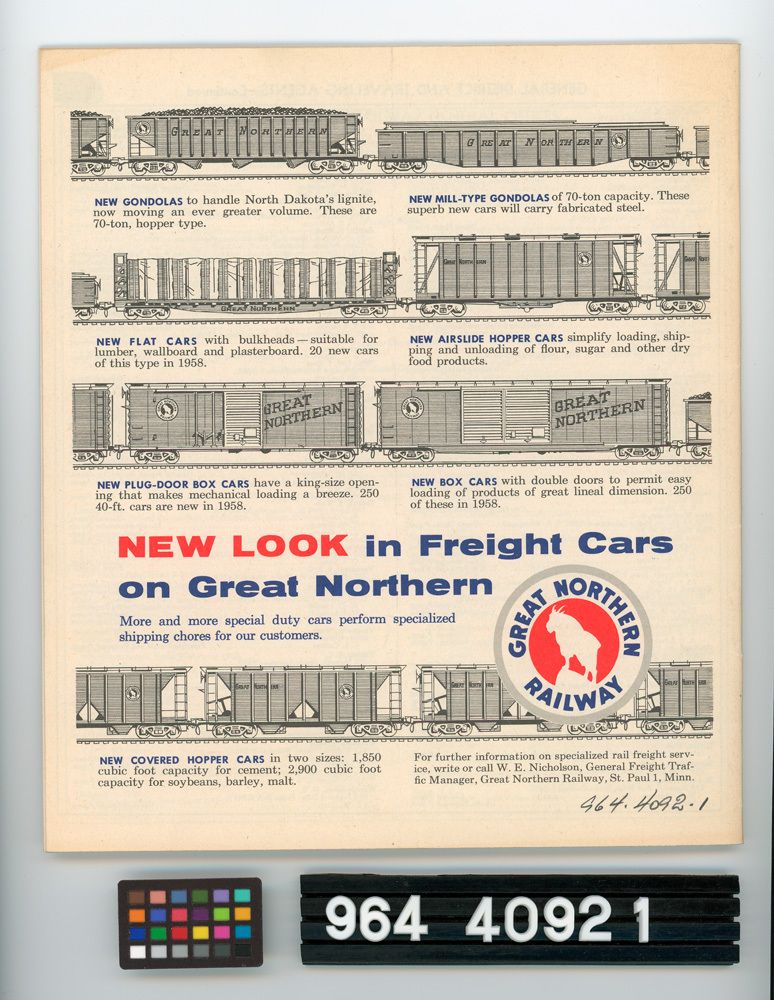 GREAT NORTHERN
GREAT NORTHERN
NEW GONDOLAS to handle North Dakota's lignite,
now moving an ever greater volume. These are
70-ton, hopper type.
NEW MILL-TYPE GONDOLAS of 70-ton capacity. These
superb new cars will carry fabricated steel.
GREAT NORTHERN
GREAT NORTHERN
GREAT NOR
NEW FLAT CARS with bulkheads — suitable for
lumber, wallboard and plasterboard. 20 new cars
of this type in 1958.
NEW AIRSLIDE HOPPER CARS simplify loading, ship-
ping and unloading of flour, sugar and other dry
food products.
GREAT
NORTHERN
GREAT
NORTHERN
NEW PLUG-DOOR BOX CARS have a king-size open-
ing that makes mechanical loading a breeze. 250
40-ft. cars are new in 1958.
NEW BOX CARS with double doors to permit easy
loading of products of great lineal dimension. 250
of these in 1958.
NEW LOOK in Freight Cars
on Great Northern
More and more special duty cars perform specialized
shipping chores for our customers.
GREAT NORTHERN
RAILWAY
GREAT NORTHERN
GREAT NORTHERN
GREAT NORTH
NEW COVERED HOPPER CARS in two sizes: 1,850
cubic foot capacity for cement; 2,900 cubic foot
capacity for soybeans, barley, malt.
For further information on specialized rail freight serv-
ice, write or call W. E. Nicholson, General Freight Traf-
fic Manager, Great Northern Railway, St. Paul 1, Minn.
964.4092.1
964 4092 1